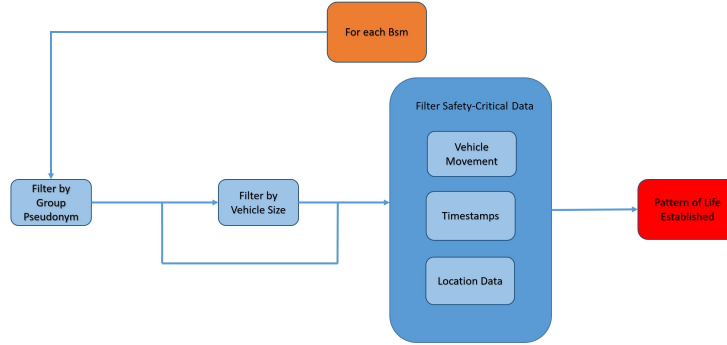 For each Bsm
Filter Safety-Critical Data
Vehicle
Movement
Filter by
Group
Pseudonym
Filter by
Vehicle Size
Timestamps
Pattern of Life
Established
Location Data